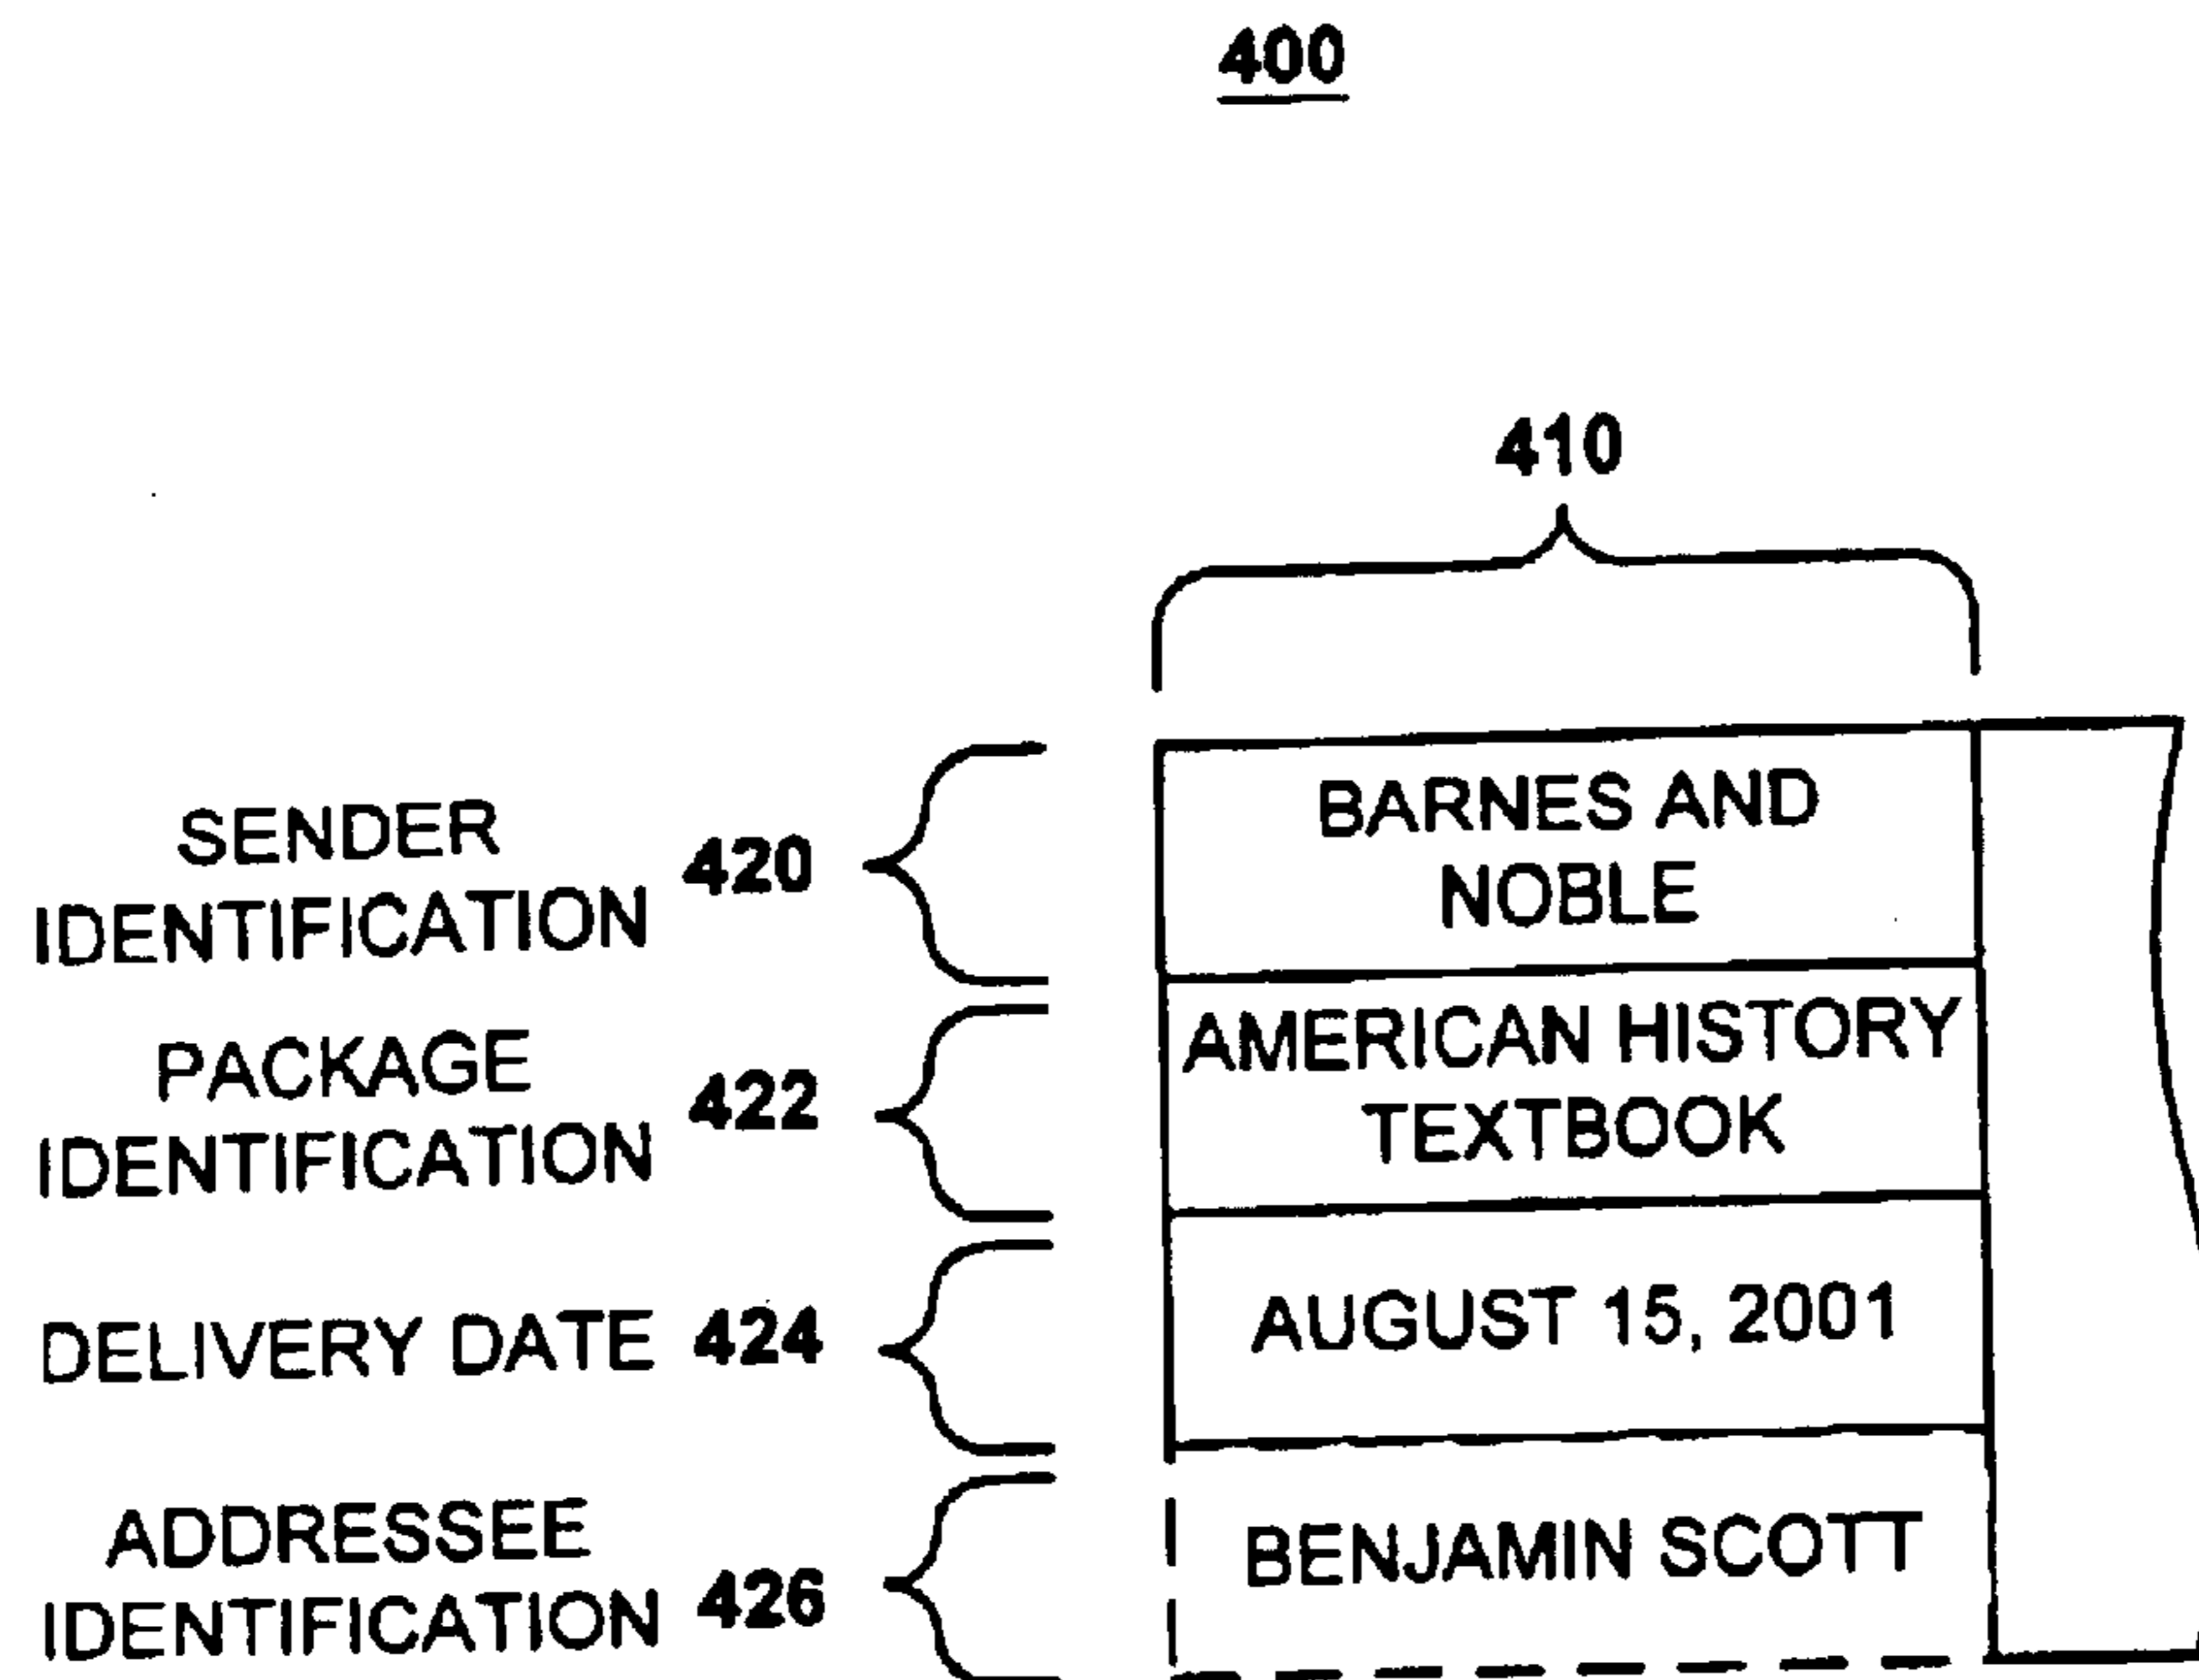 400
410
SENDER
IDENTIFICATION 420
BARNES AND
NOBLE
PACKAGE
IDENTIFICATION 422
AMERICAN HISTORY
TEXTBOOK
DELIVERY DATE 424
AUGUST 15, 2001
ADDRESSEE
IDENTIFICATION 426
BENJAMIN SCOTT